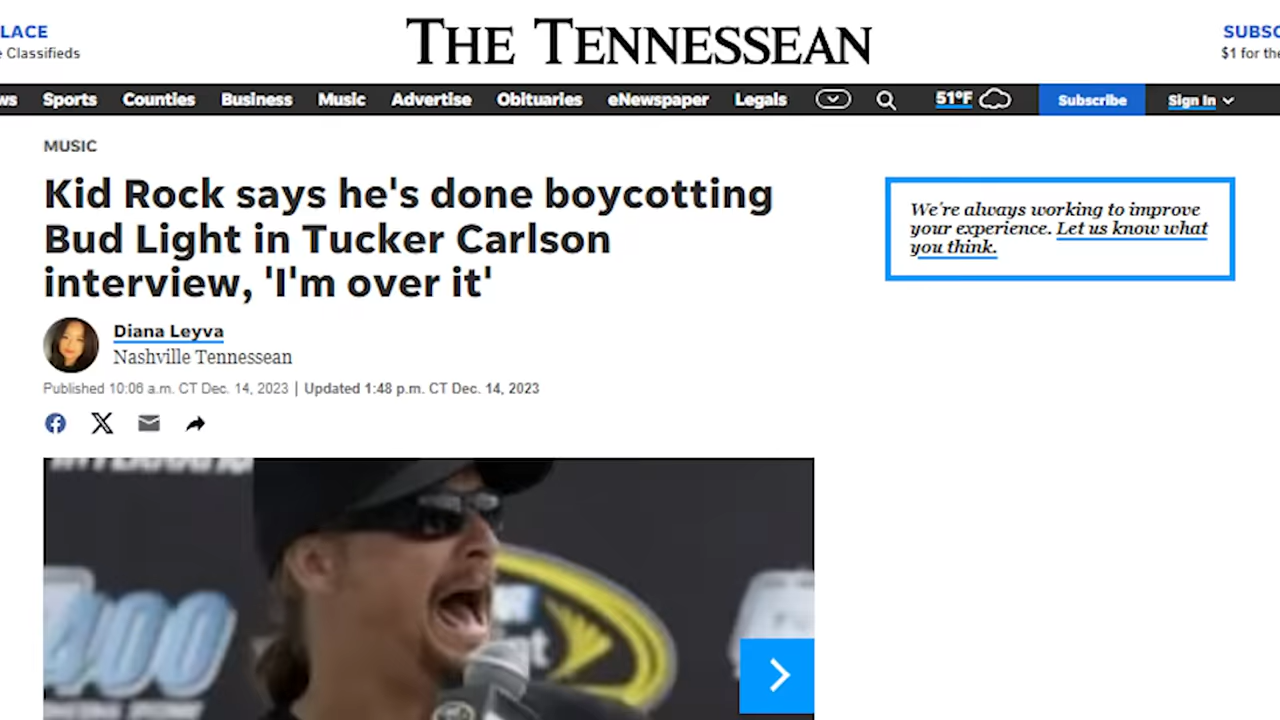 LACE
Classifieds
THE TENNESSEAN
SUBSC
$1 for the
ws Sports Counties Business Music Advertise Obituaries eNewspaper Legals 51°F Subscribe Sign In
MUSIC
Kid Rock says he's done boycotting
Bud Light in Tucker Carlson
interview, 'I'm over it'
We're always working to improve
your experience. Let us know what
you think.
Diana Leyva
Nashville Tennessean
Published 10:06 a.m. CT Dec. 14, 2023 | Updated 1:48 p.m. CT Dec. 14, 2023
400